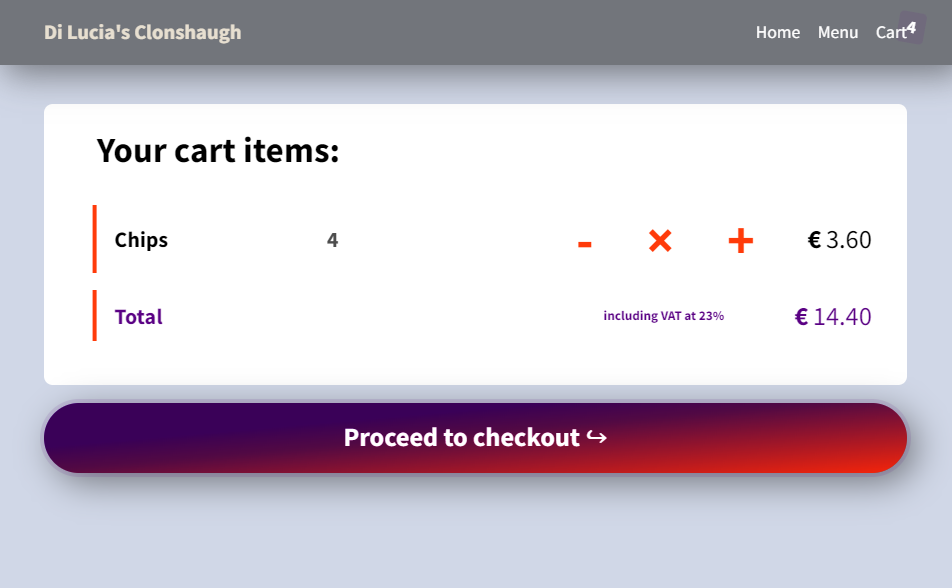 Di Lucia's Clonshaugh Home Menu Cart 4
Your cart items:
Chips 4 - × + € 3.60
Total including VAT at 23% € 14.40
Proceed to checkout ↪